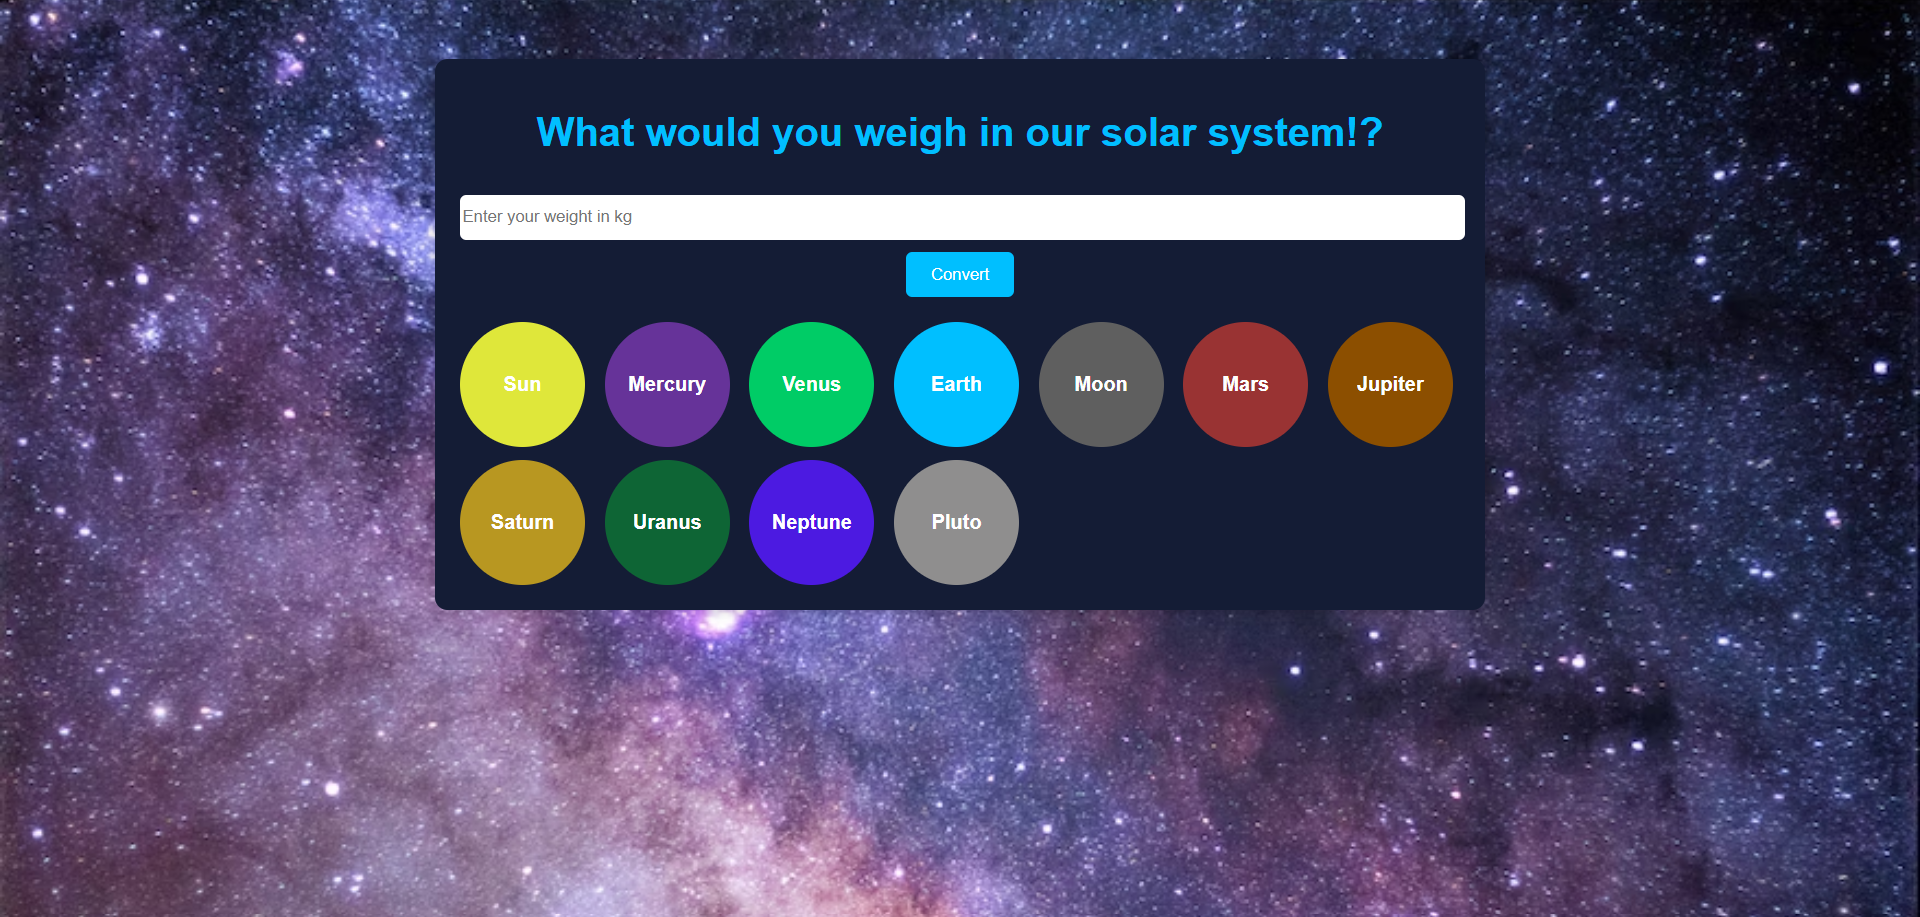 What would you weigh in our solar system!?
Enter your weight in kg
Convert
Sun Mercury Venus Earth Moon Mars Jupiter
Saturn Uranus Neptune Pluto